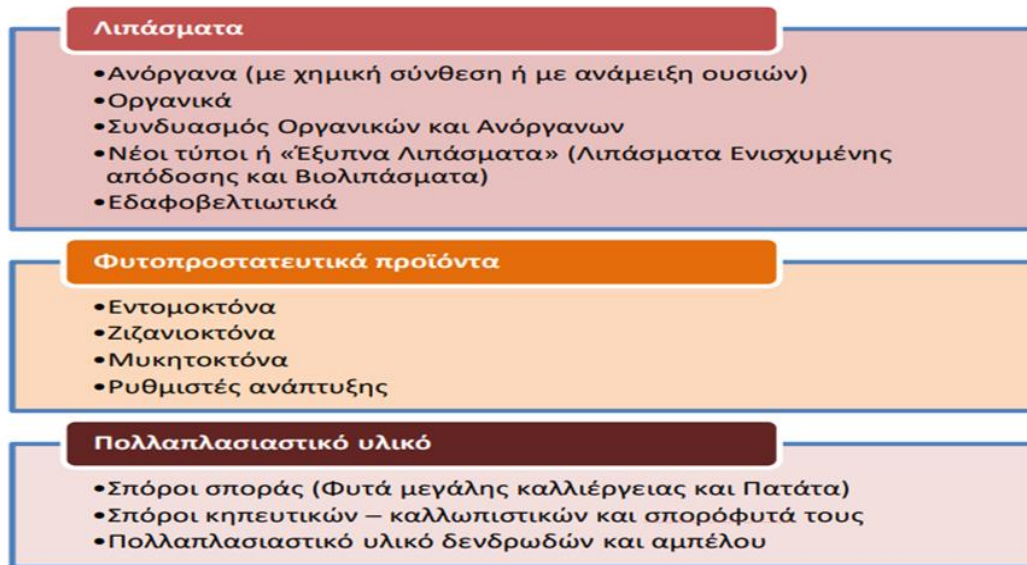 Λιπάσματα
•Ανόργανα (με χημική σύνθεση ή με ανάμειξη ουσιών)
•Οργανικά
•Συνδυασμός Οργανικών και Ανόργανων
•Νέοι τύποι ή «Έξυπνα Λιπάσματα» (Λιπάσματα Ενισχυμένης
απόδοσης και Βιολιπάσματα)
•Εδαφοβελτιωτικά
Φυτοπροστατευτικά προϊόντα
•Εντομοκτόνα
•Ζιζανιοκτόνα
•Μυκητοκτόνα
•Ρυθμιστές ανάπτυξης
Πολλαπλασιαστικό υλικό
•Σπόροι σποράς (Φυτά μεγάλης καλλιέργειας και Πατάτα)
•Σπόροι κηπευτικών – καλλωπιστικών και σπορόφυτά τους
•Πολλαπλασιαστικό υλικό δενδρωδών και αμπέλου